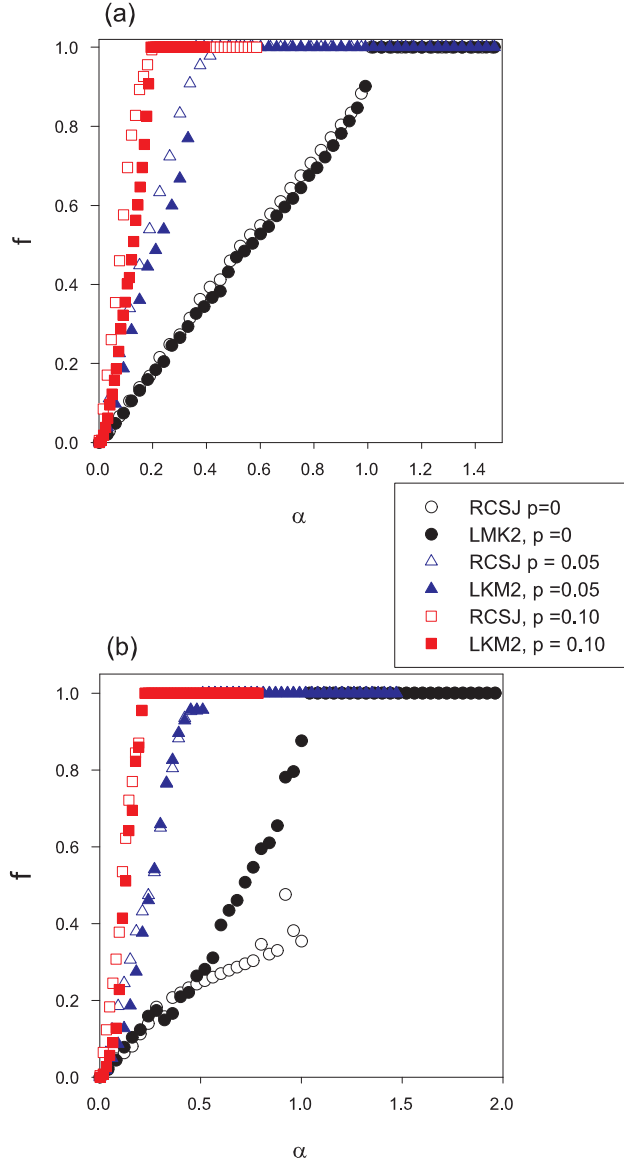 (a)
1.0
0.8
0.6
0.4
0.2
0.0
f
0.0 0.2 0.4 0.6 0.8 1.0 1.2 1.4
α
RCSJ p=0
LMK2, p =0
RCSJ p = 0.05
LKM2, p =0.05
RCSJ, p =0.10
LKM2, p = 0.10
(b)
1.0
0.8
0.6
0.4
0.2
0.0
f
0.0 0.5 1.0 1.5 2.0
α